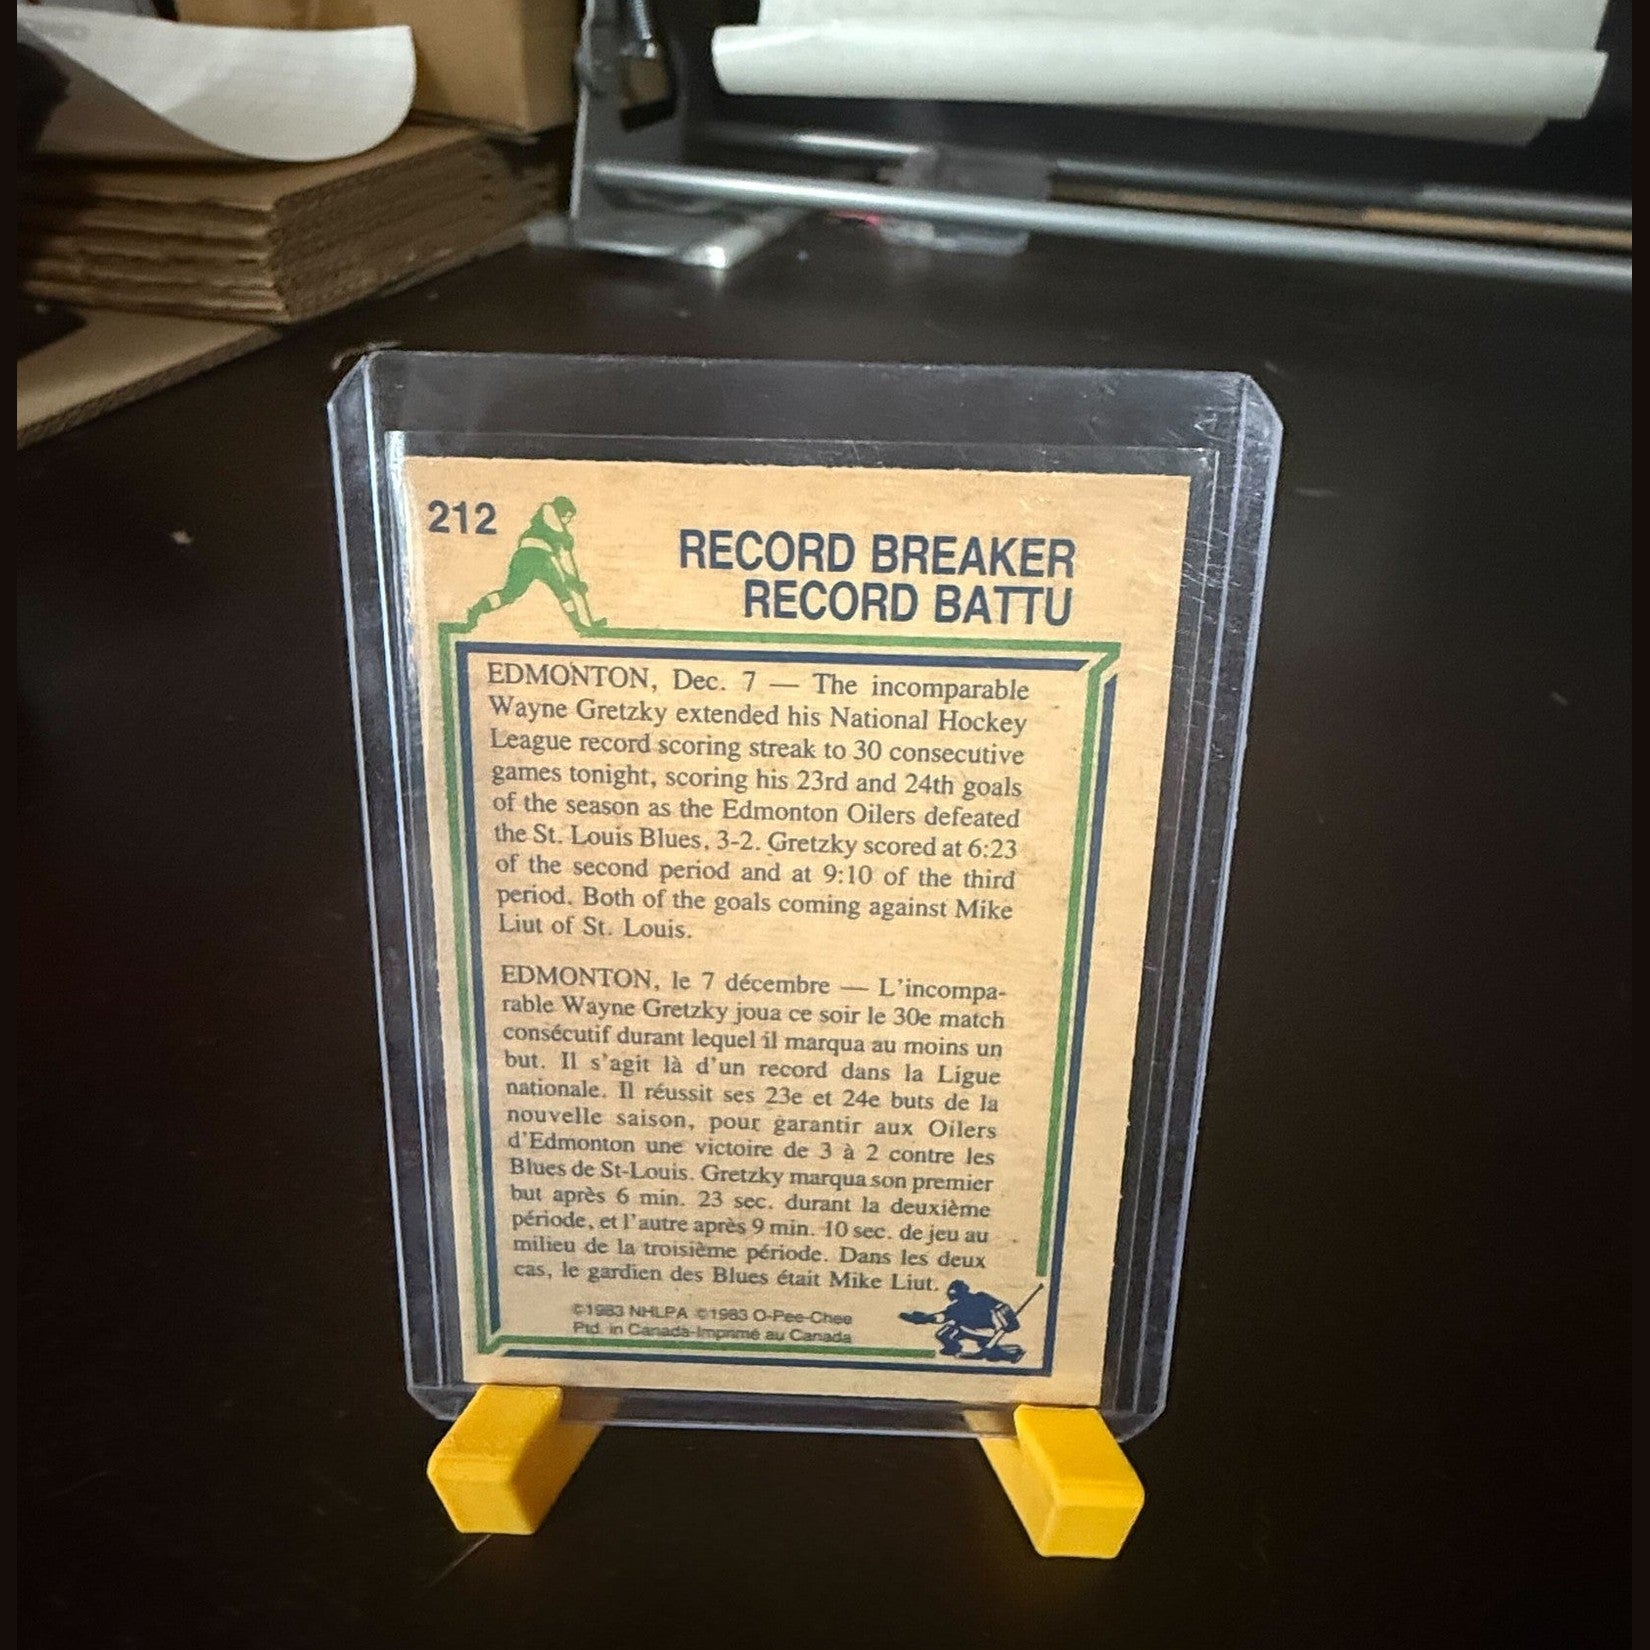 212
RECORD BREAKER
RECORD BATTU
EDMONTON, Dec. 7 — The incomparable
Wayne Gretzky extended his National Hockey
League record scoring streak to 30 consecutive
games tonight, scoring his 23rd and 24th goals
of the season as the Edmonton Oilers defeated
the St. Louis Blues, 3-2. Gretzky scored at 6:23
of the second period and at 9:10 of the third
period. Both of the goals coming against Mike
Liut of St. Louis.
EDMONTON, le 7 décembre — L'incompa-
rable Wayne Gretzky joua ce soir le 30e match
consécutif durant lequel il marqua au moins un
but. Il s'agit là d'un record dans la Ligue
nationale. Il réussit ses 23e et 24e buts de la
nouvelle saison, pour garantir aux Oilers
d'Edmonton une victoire de 3 à 2 contre les
Blues de St-Louis. Gretzky marqua son premier
but après 6 min. 23 sec. durant la deuxième
période, et l'autre après 9 min. 10 sec. de jeu au
milieu de la troisième période. Dans les deux
cas, le gardien des Blues était Mike Liut.
©1983 NHLPA ©1983 O-Pee-Chee
Ptd. in Canada-Imprimé au Canada